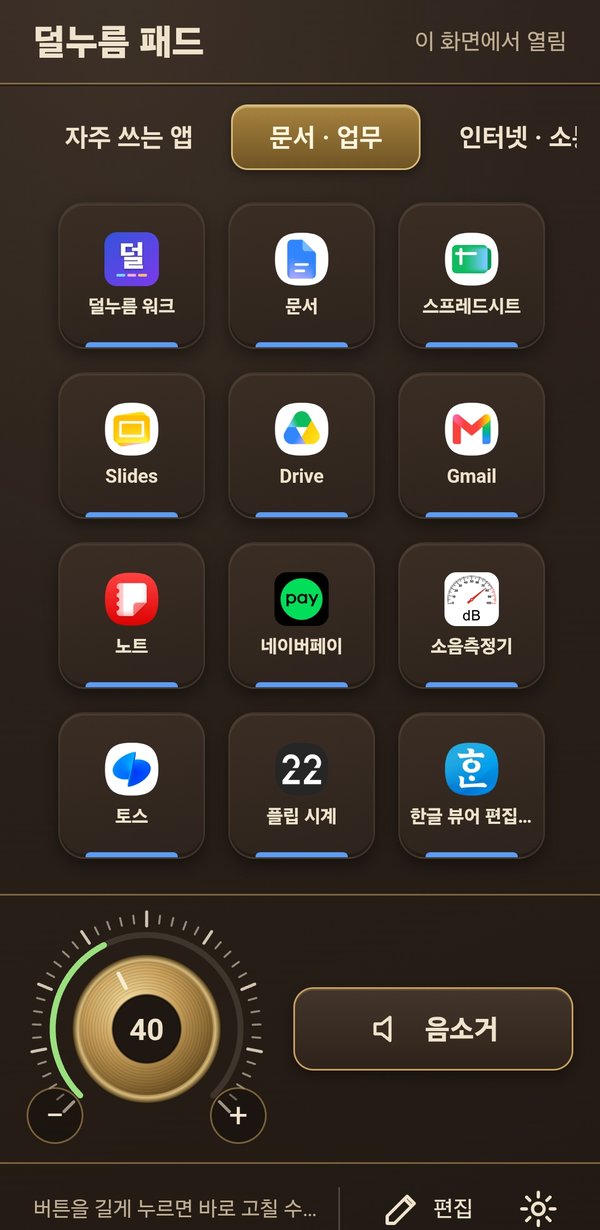 덜누름 패드
이 화면에서 열림
자주 쓰는 앱
문서 · 업무
인터넷 · 소
덜
덜누름 워크
문서
스프레드시트
Slides
Drive
Gmail
노트
pay
네이버페이
dB
소음측정기
토스
22
플립 시계
한
한글 뷰어 편집...
40
음소거
−
+
버튼을 길게 누르면 바로 고칠 수...
편집